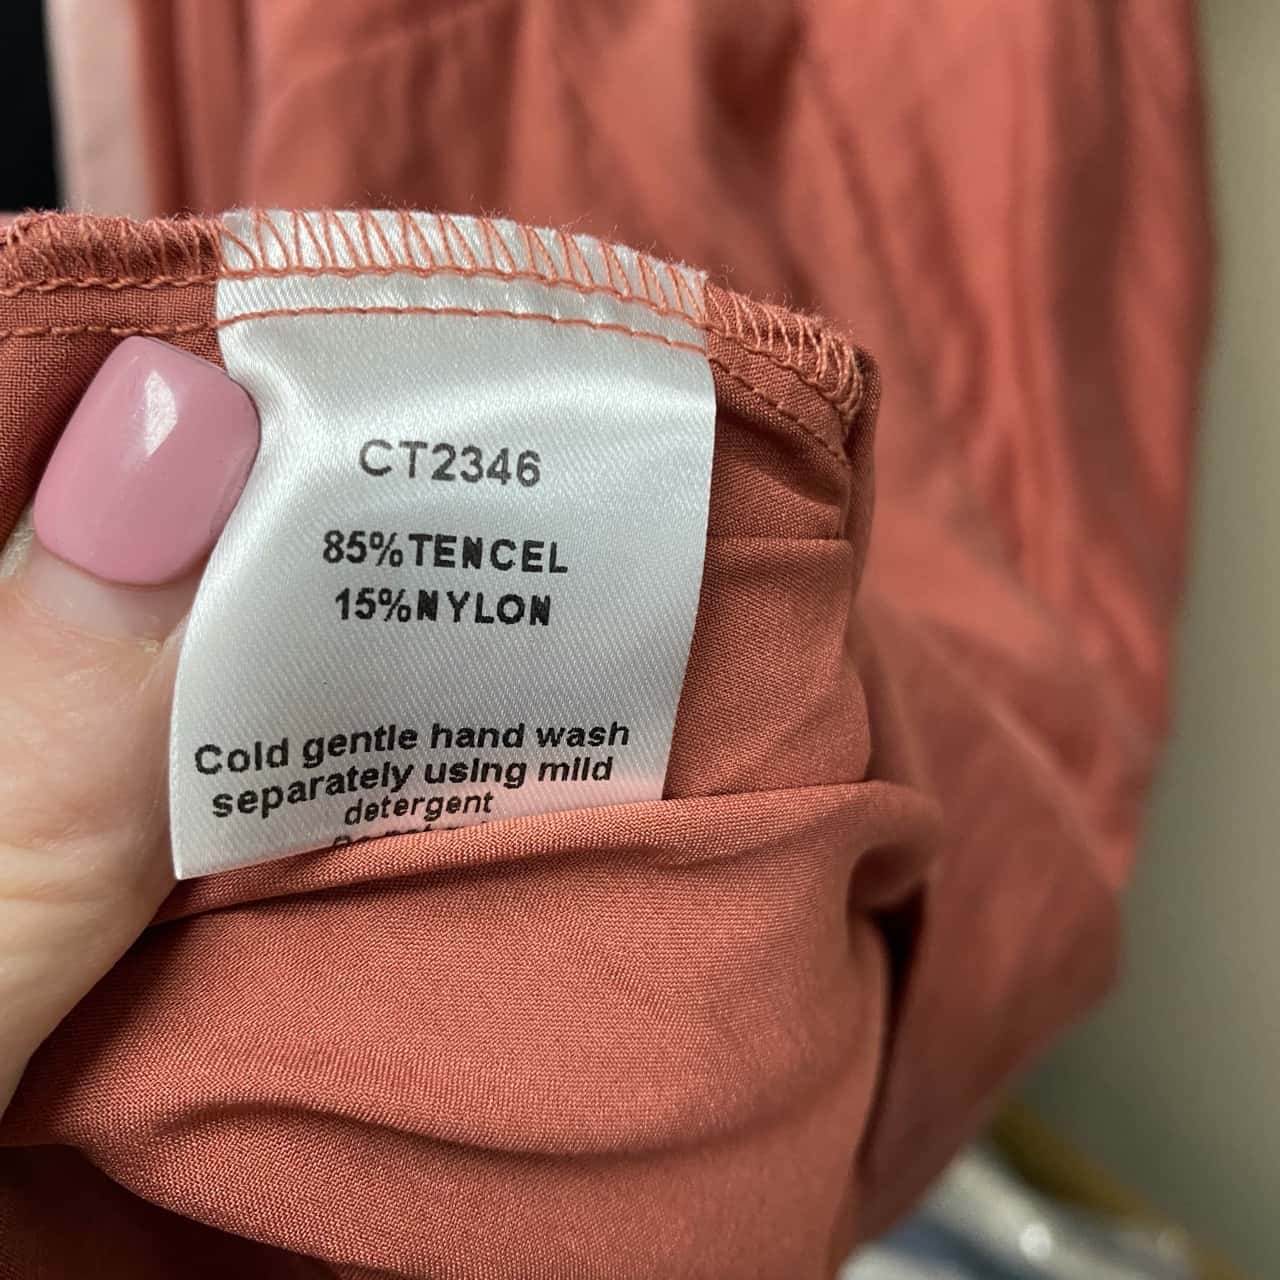 CT2346
85%TENCEL
15%NYLON
Cold gentle hand wash
separately using mild
detergent